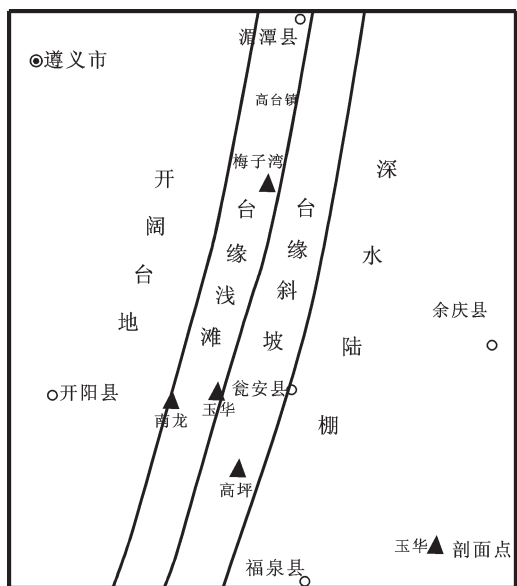 湄潭县
遵义市
高台镇
梅子湾
开阔台地
台缘浅滩
台缘斜坡
深水陆棚
余庆县
开阳县
瓮安县
玉华
南龙
高坪
玉华 剖面点
福泉县